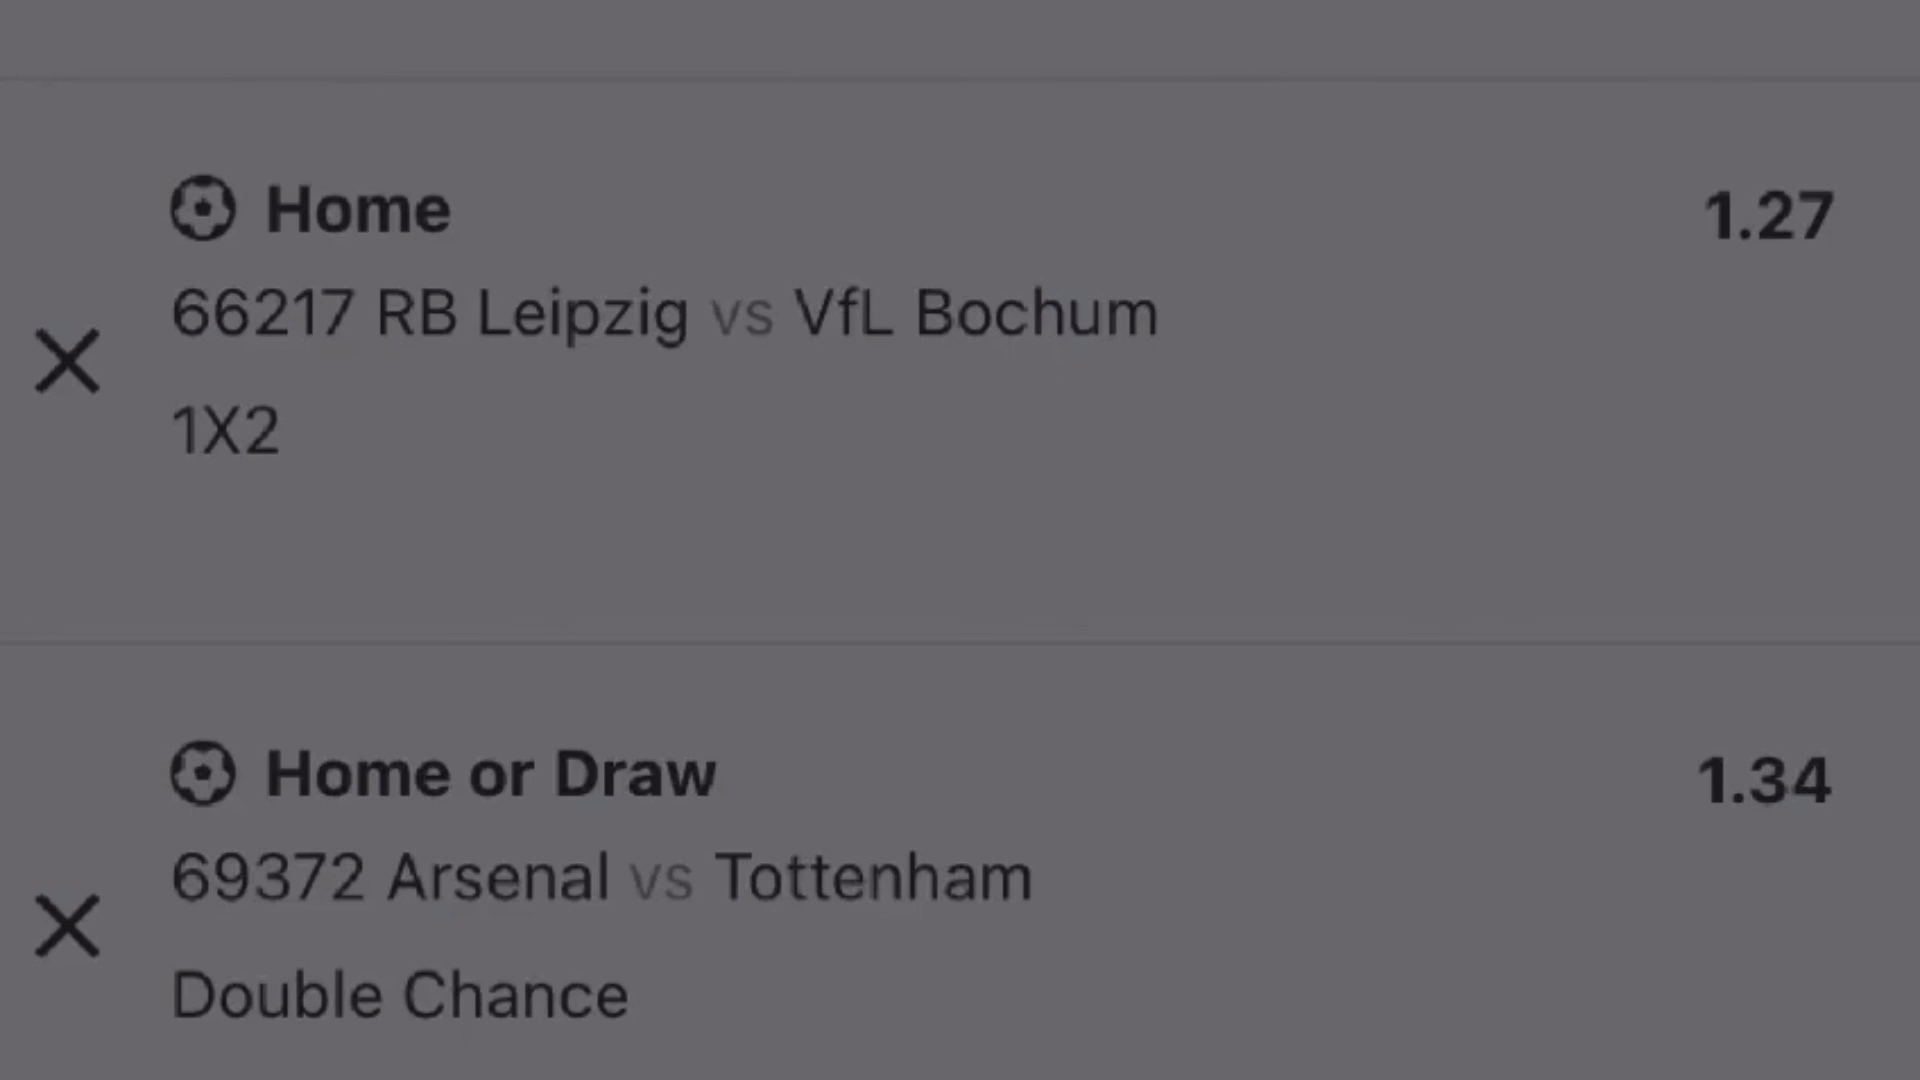 Home
1.27
66217 RB Leipzig vs VfL Bochum
1X2
Home or Draw
1.34
69372 Arsenal vs Tottenham
Double Chance